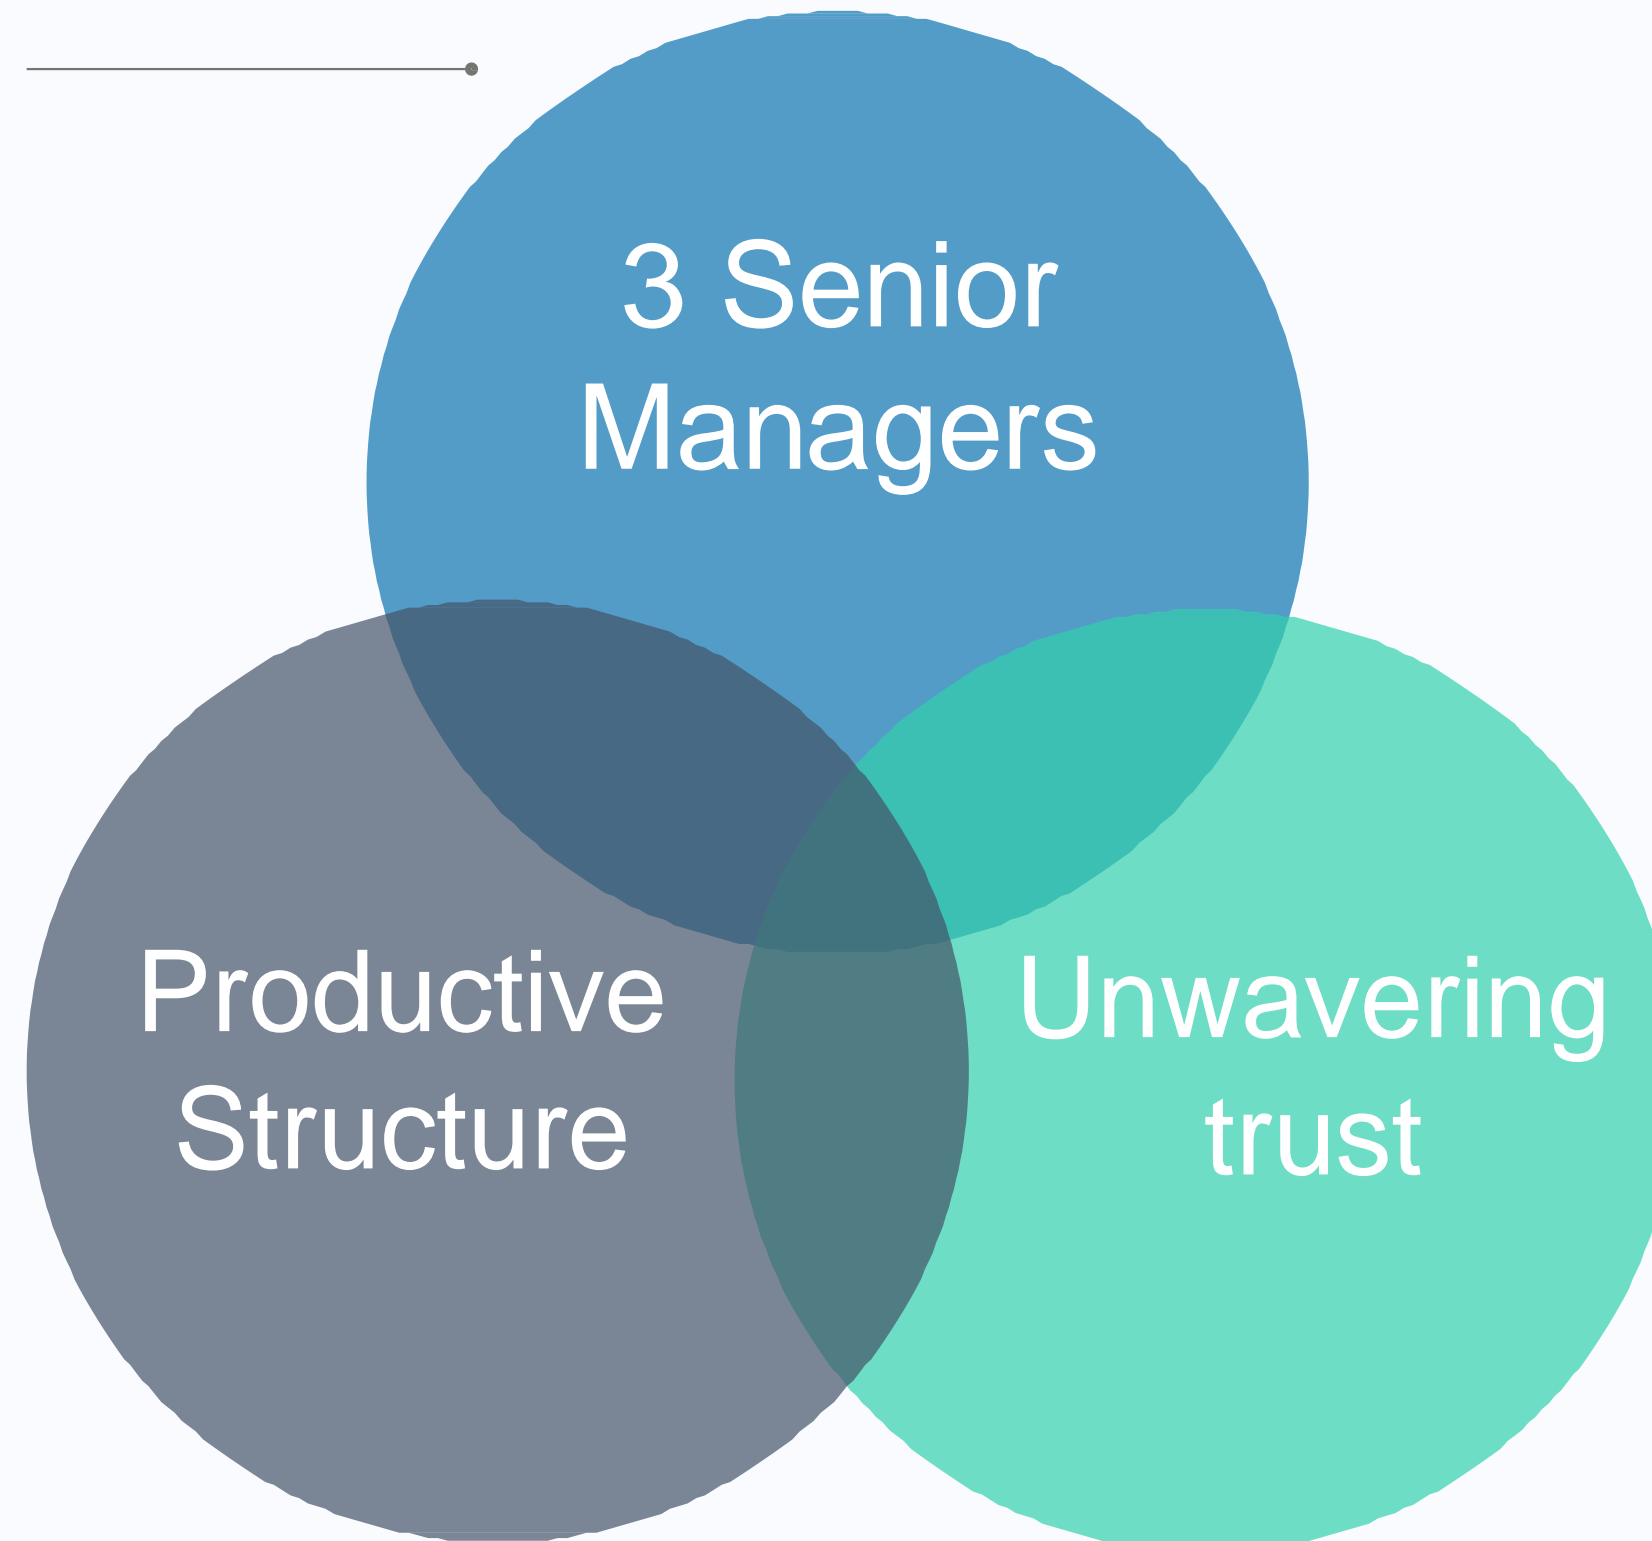 3 Senior
Managers
Productive
Structure
Unwavering
trust